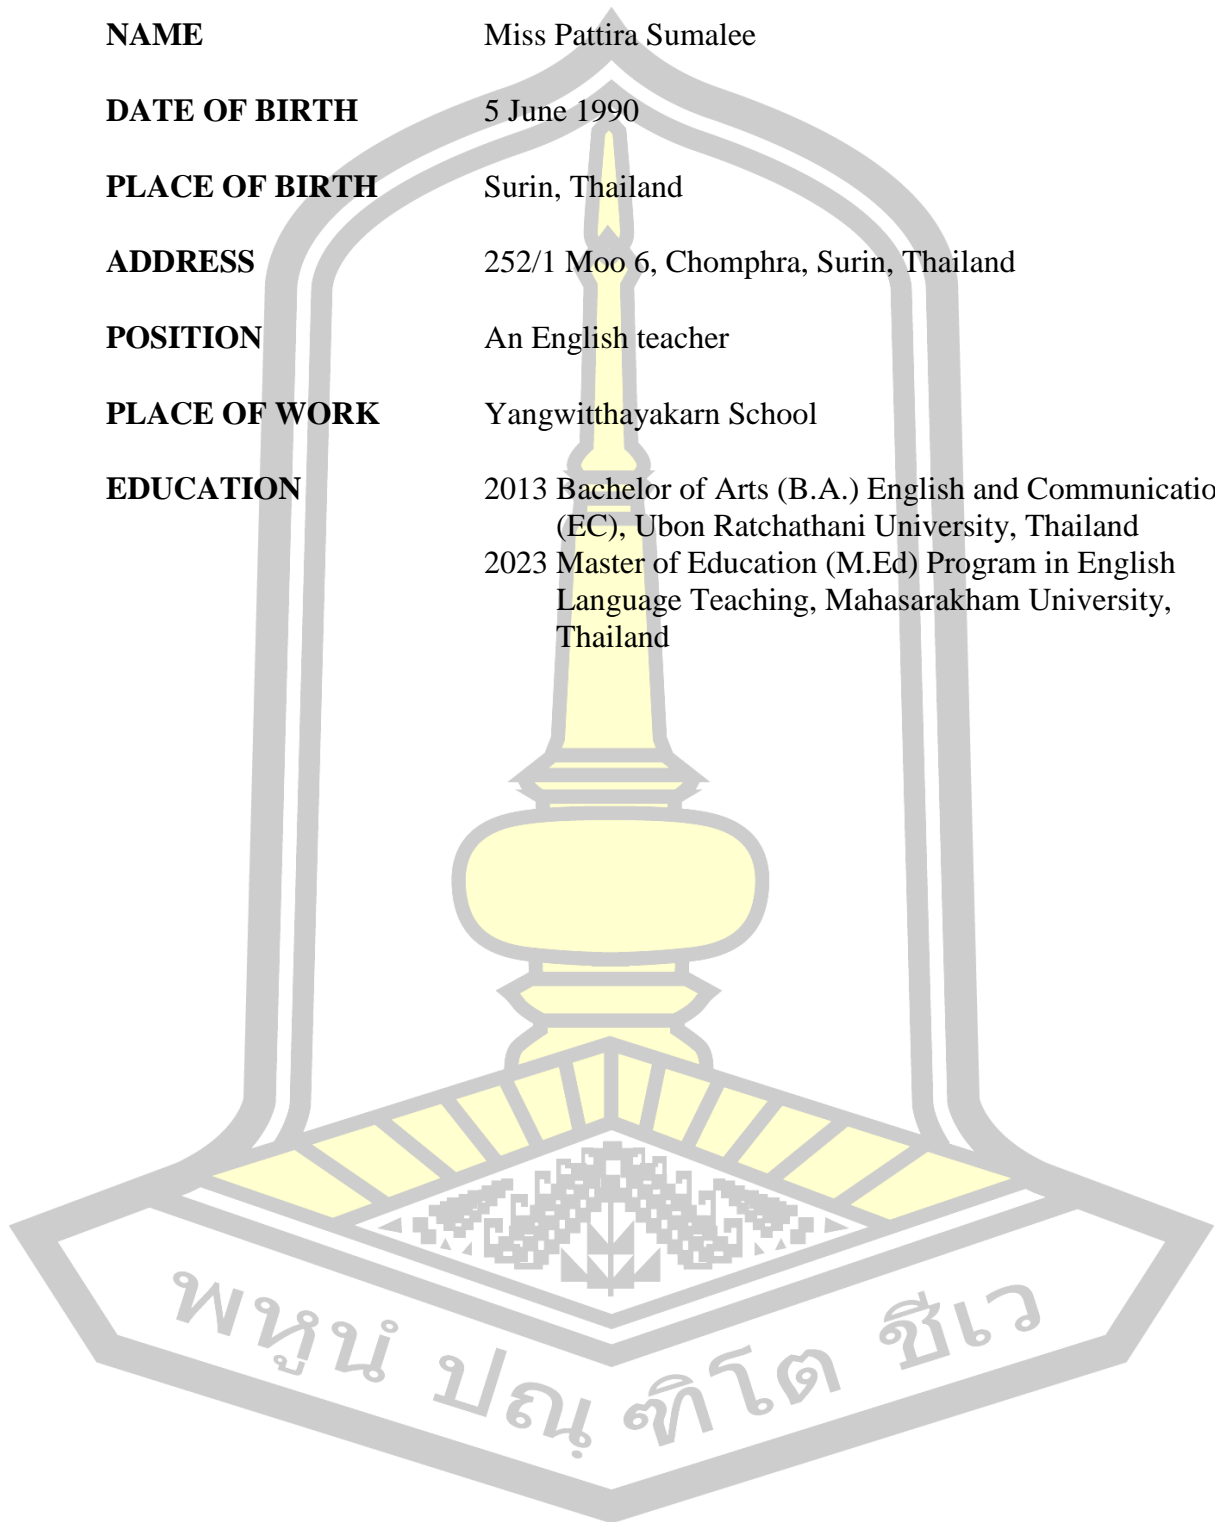 NAME Miss Pattira Sumalee
DATE OF BIRTH 5 June 1990
PLACE OF BIRTH Surin, Thailand
ADDRESS 252/1 Moo 6, Chomphra, Surin, Thailand
POSITION An English teacher
PLACE OF WORK Yangwitthayakarn School
EDUCATION 2013 Bachelor of Arts (B.A.) English and Communicatio
(EC), Ubon Ratchathani University, Thailand
2023 Master of Education (M.Ed) Program in English
Language Teaching, Mahasarakham University,
Thailand
พหูนํ ปณฺ ฑิโต ชีเว